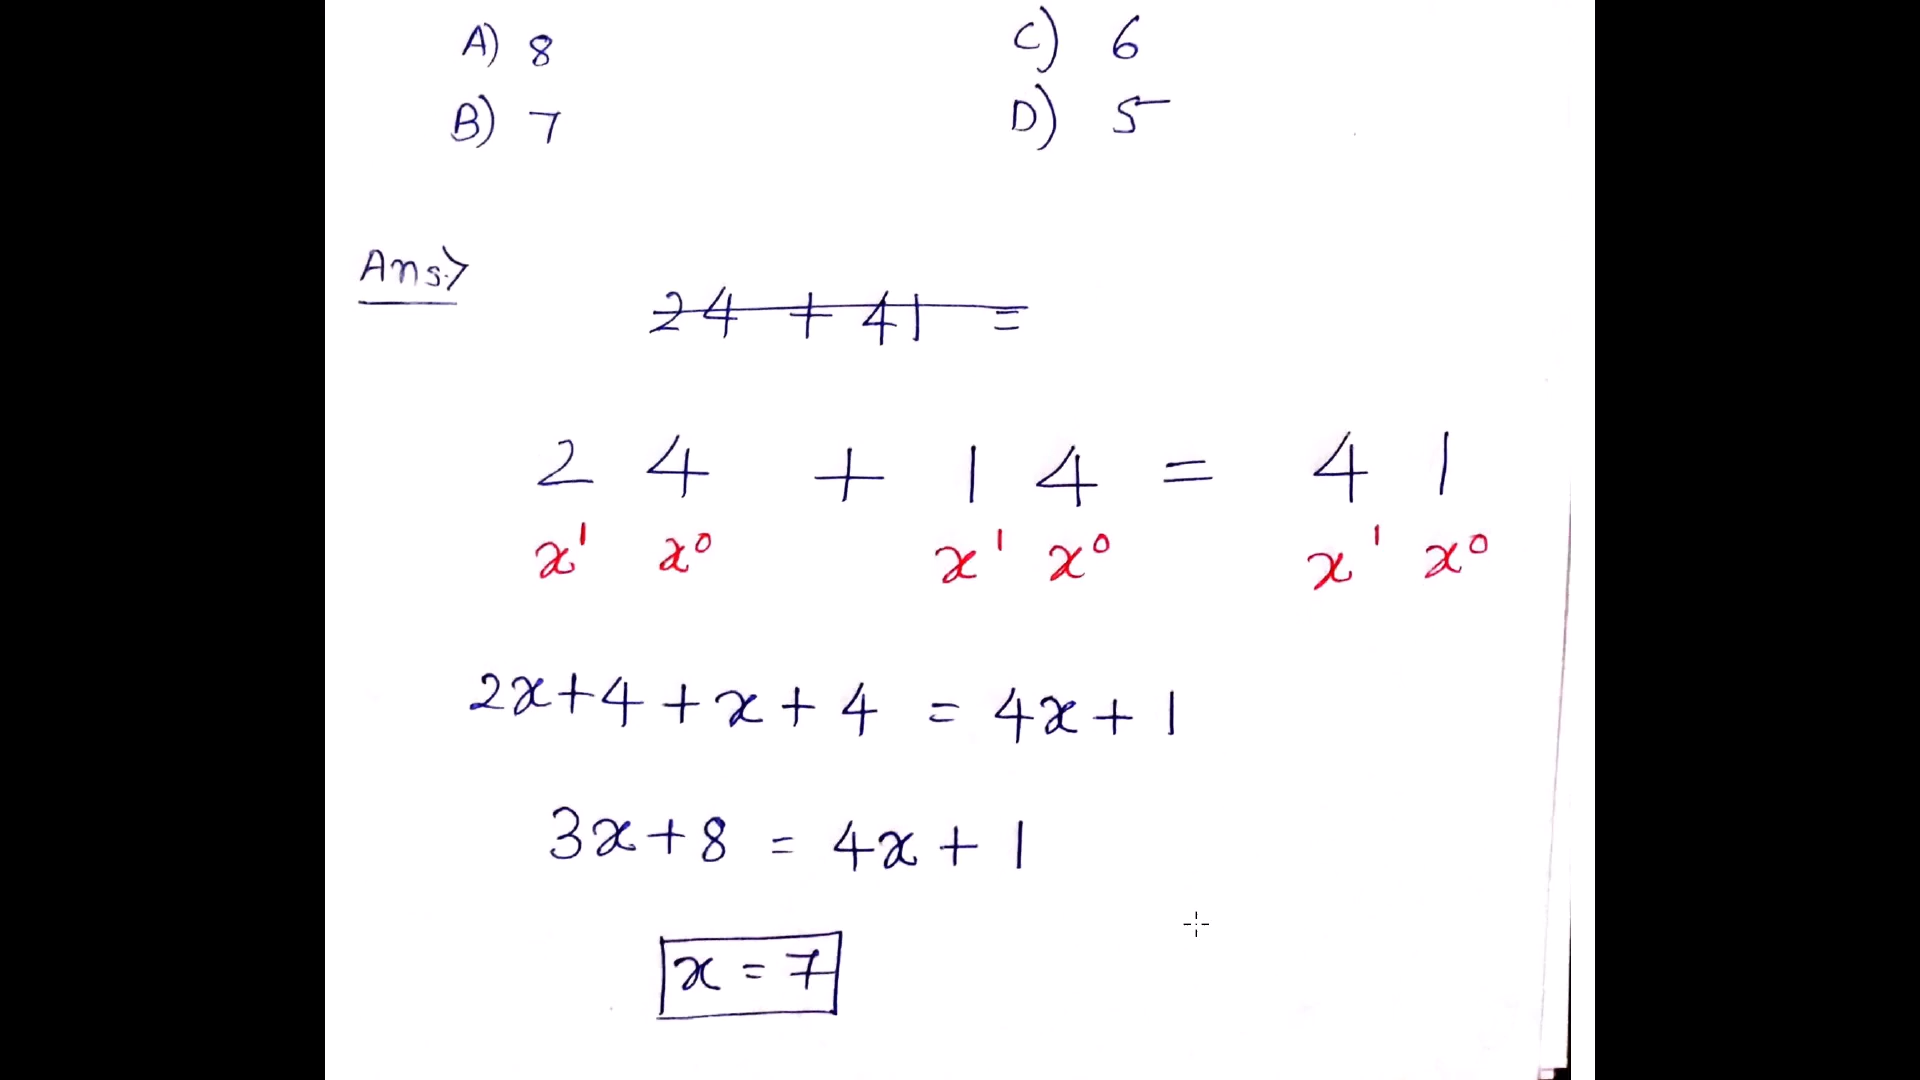 A) 8 C) 6
B) 7 D) 5
Ans:>
24 + 41 =
2 4 + 1 4 = 4 1
x¹ x⁰ x¹ x⁰ x¹ x⁰
2x+4+x+4 = 4x+1
3x+8 = 4x+1
x = 7